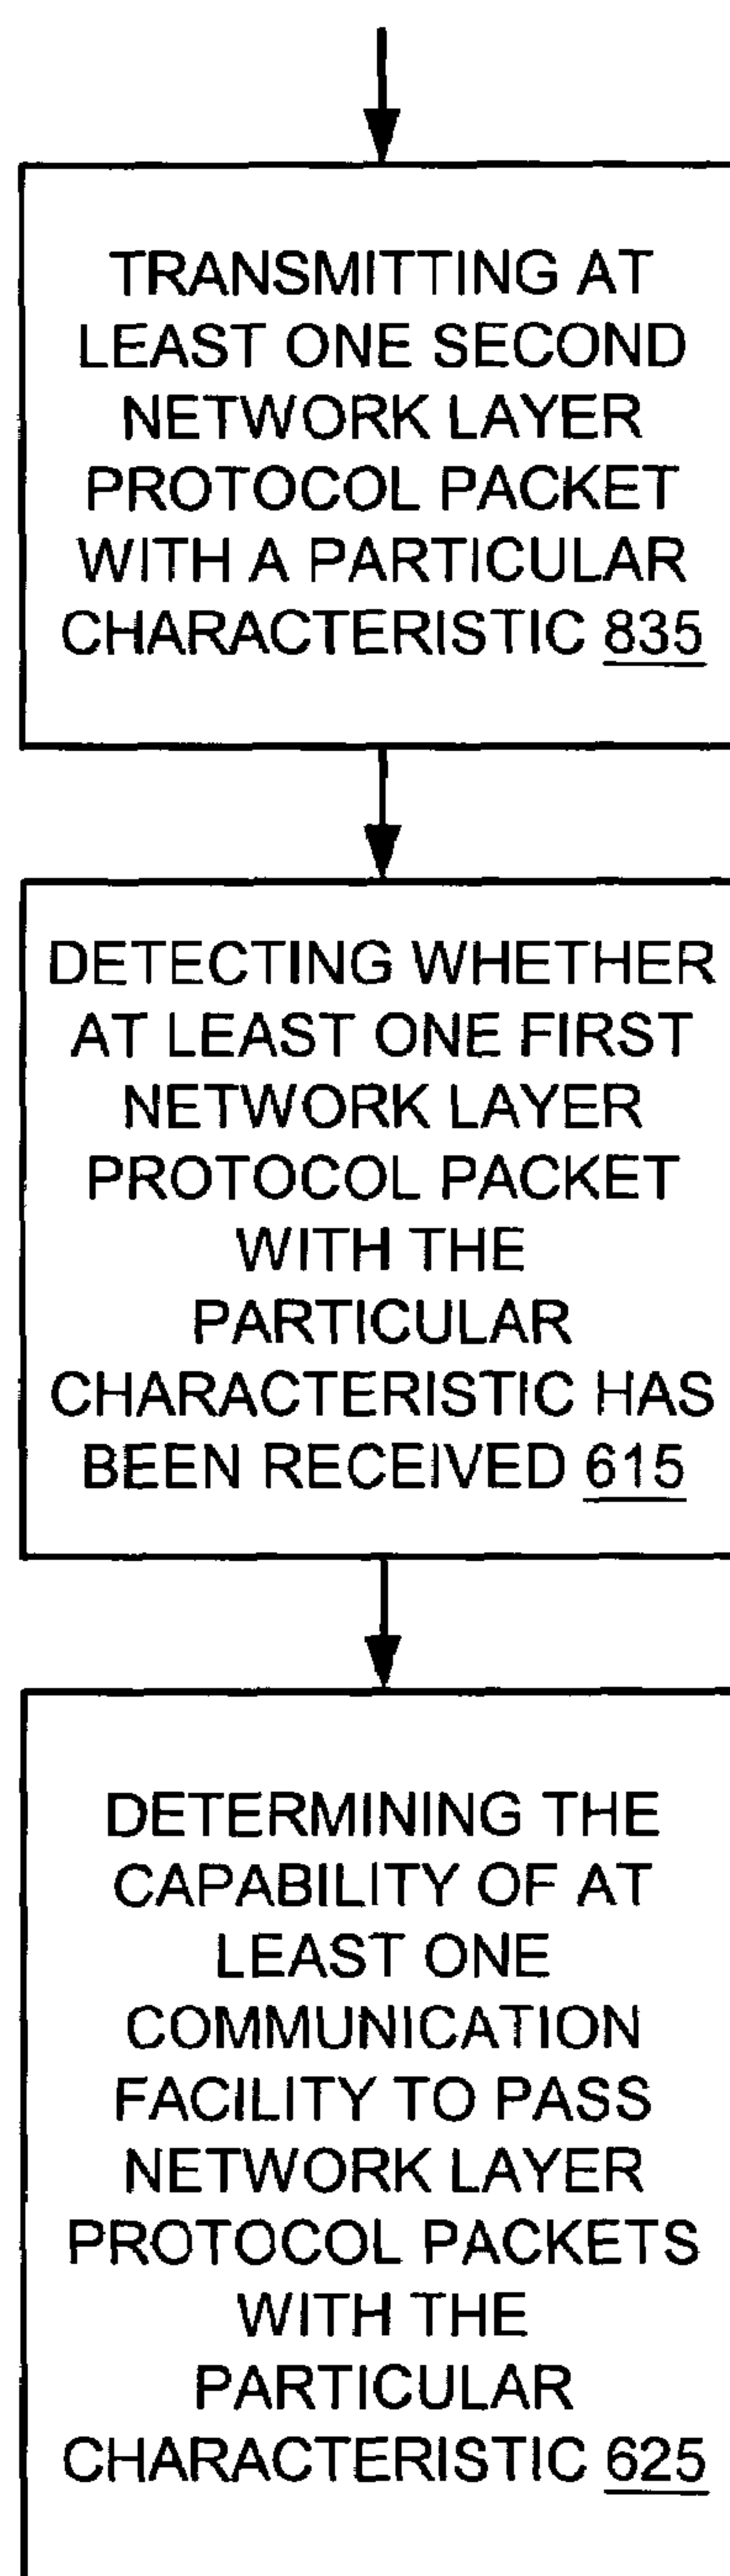 TRANSMITTING AT
LEAST ONE SECOND
NETWORK LAYER
PROTOCOL PACKET
WITH A PARTICULAR
CHARACTERISTIC 835
DETECTING WHETHER
AT LEAST ONE FIRST
NETWORK LAYER
PROTOCOL PACKET
WITH THE
PARTICULAR
CHARACTERISTIC HAS
BEEN RECEIVED 615
DETERMINING THE
CAPABILITY OF AT
LEAST ONE
COMMUNICATION
FACILITY TO PASS
NETWORK LAYER
PROTOCOL PACKETS
WITH THE
PARTICULAR
CHARACTERISTIC 625